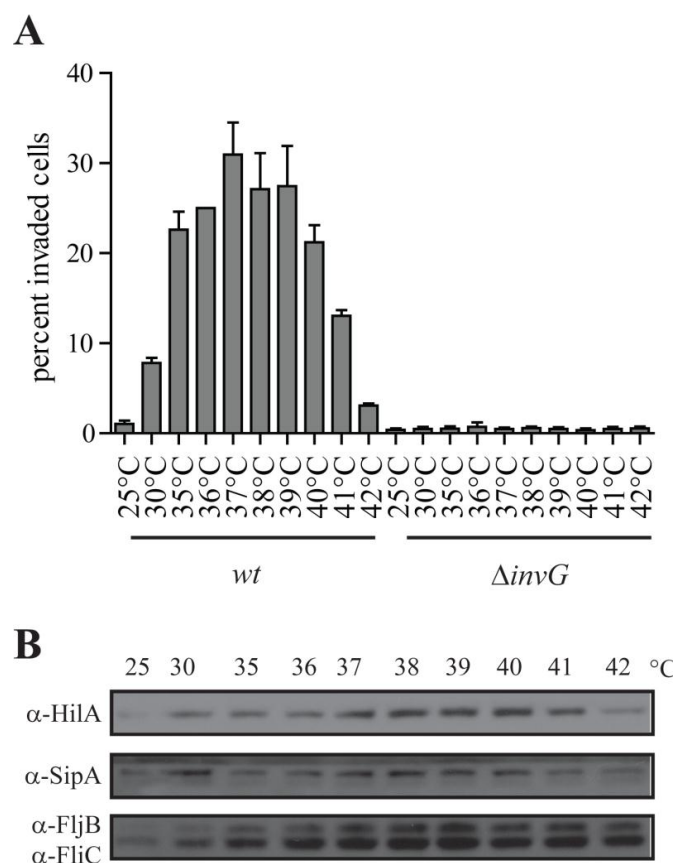 A
percent invaded cells
40
30
20
10
0
25°C 30°C 35°C 36°C 37°C 38°C 39°C 40°C 41°C 42°C 25°C 30°C 35°C 36°C 37°C 38°C 39°C 40°C 41°C 42°C
wt ΔinvG
B
25 30 35 36 37 38 39 40 41 42 °C
α-HilA
α-SipA
α-FljB
α-FliC